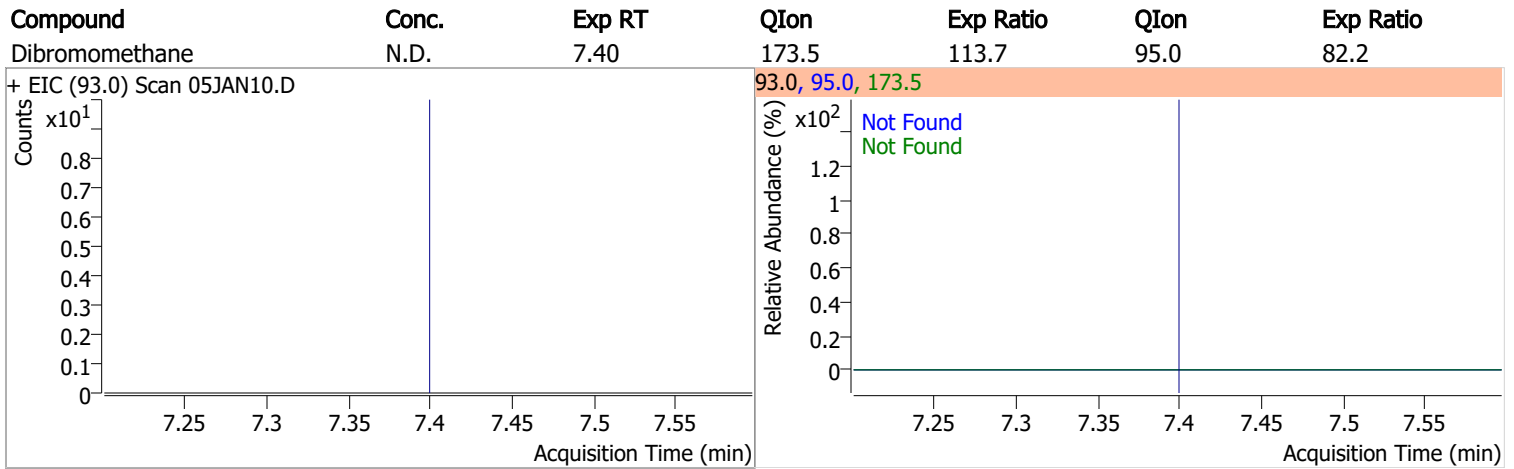 Compound Conc. Exp RT QIon Exp Ratio QIon Exp Ratio
Dibromomethane N.D. 7.40 173.5 113.7 95.0 82.2
+ EIC (93.0) Scan 05JAN10.D
Counts
x10¹
0.8
0.7
0.6
0.5
0.4
0.3
0.2
0.1
0
7.25 7.3 7.35 7.4 7.45 7.5 7.55
Acquisition Time (min)
93.0, 95.0, 173.5
Relative Abundance (%)
x10²
Not Found
Not Found
1.2
1
0.8
0.6
0.4
0.2
0
7.25 7.3 7.35 7.4 7.45 7.5 7.55
Acquisition Time (min)